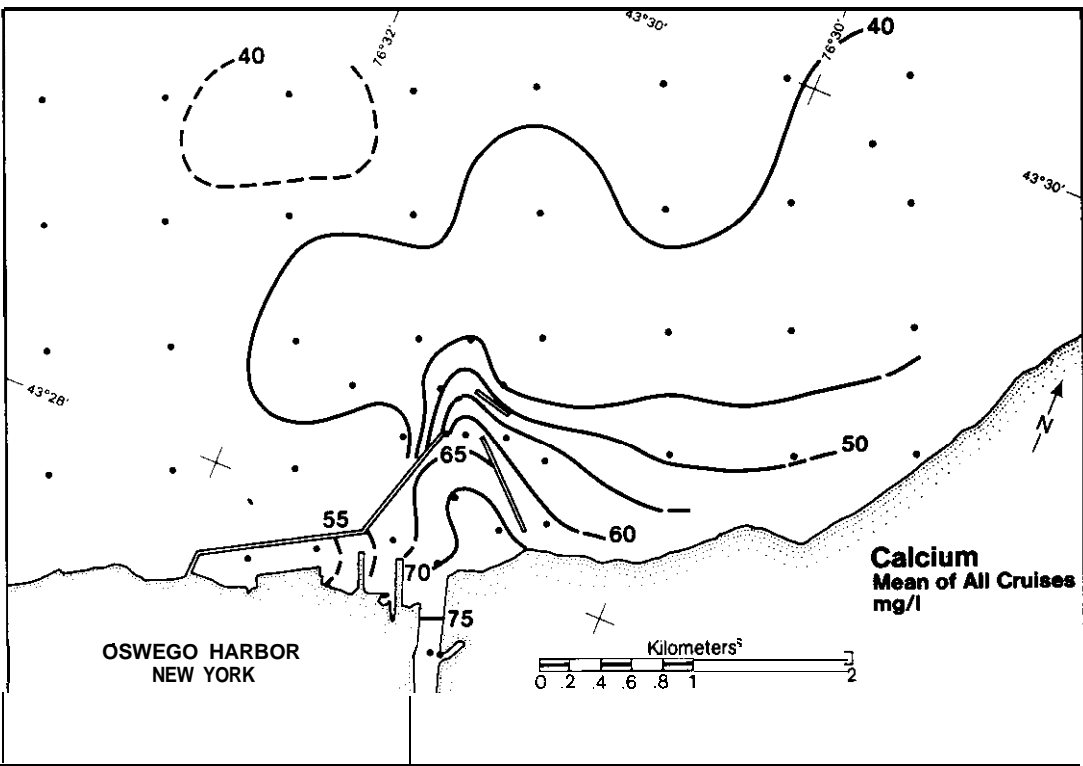 76°32'
43°30'
76°30'
40
40
43°30'
43°28'
50
65
55
60
70
75
N
Calcium
Mean of All Cruises
mg/l
OSWEGO HARBOR
NEW YORK
Kilometers
0 .2 .4 .6 .8 1 2